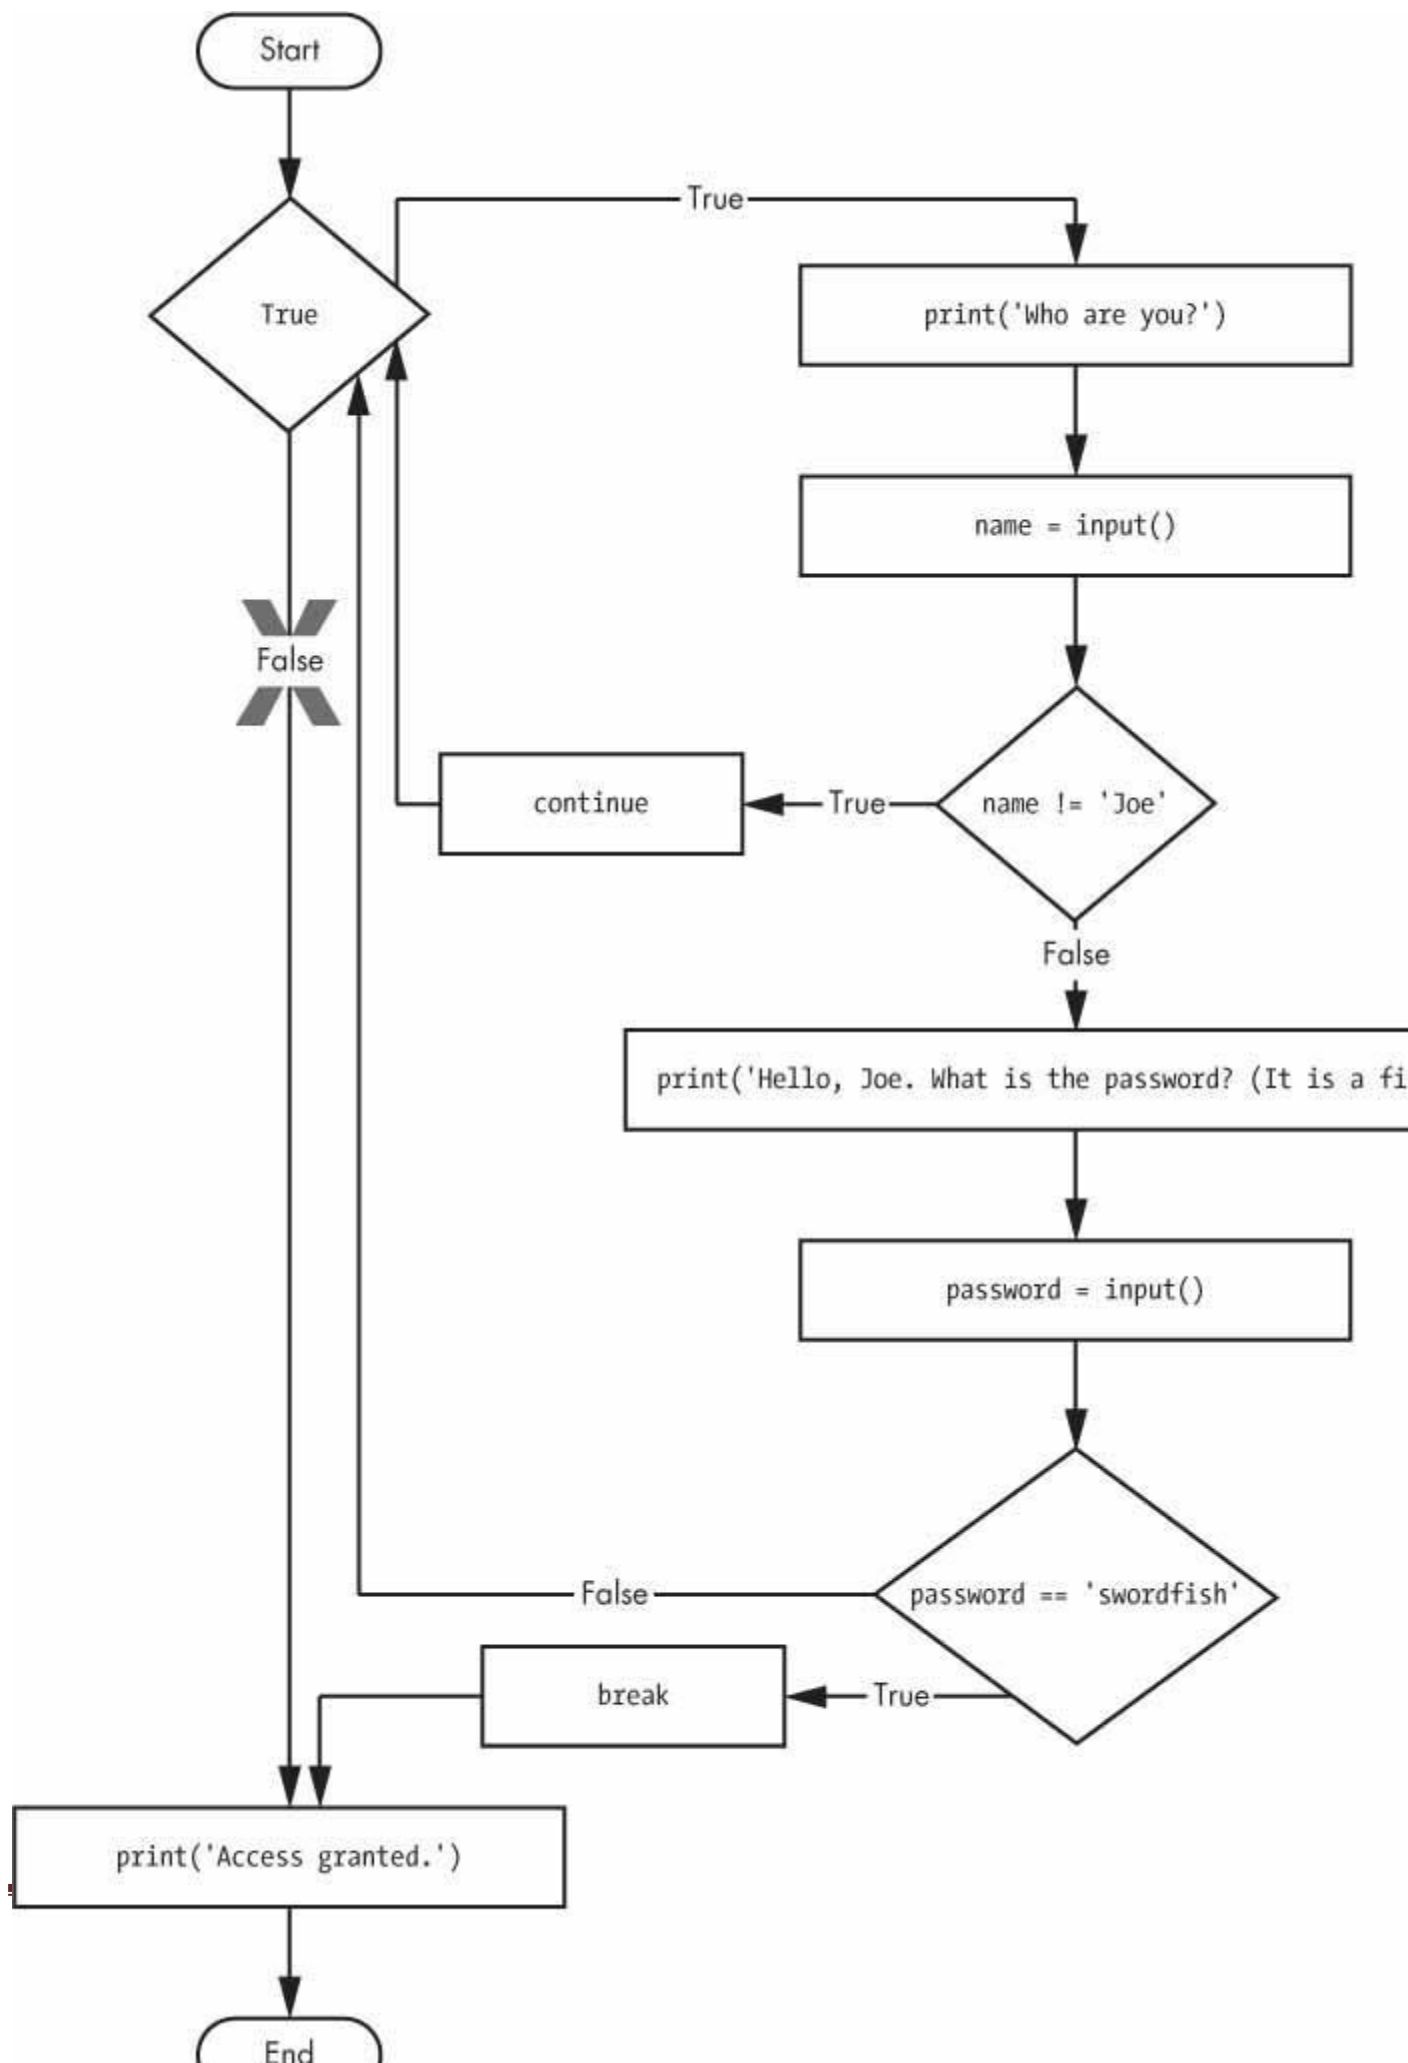 Start
True
True
print('Who are you?')
name = input()
False
continue
True
name != 'Joe'
False
print('Hello, Joe. What is the password? (It is a fi
password = input()
False
password == 'swordfish'
break
True
print('Access granted.')
End